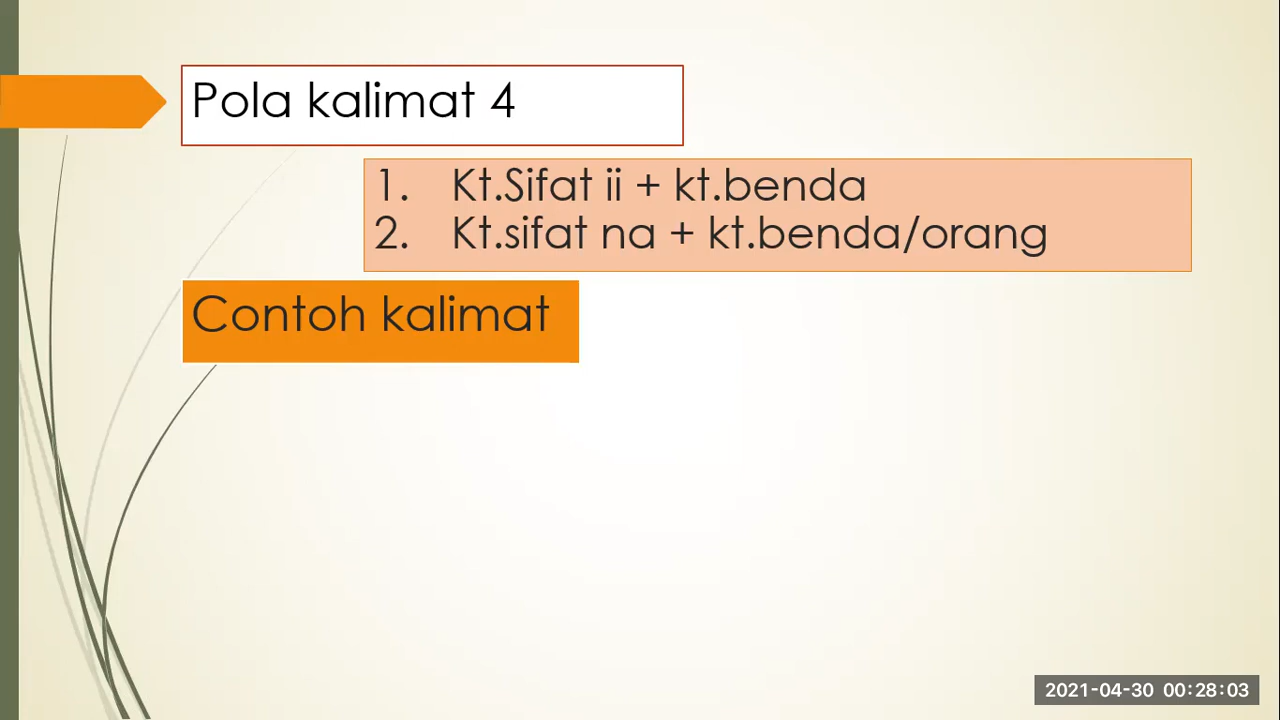 Pola kalimat 4
1. Kt.Sifat ii + kt.benda
2. Kt.sifat na + kt.benda/orang
Contoh kalimat
2021-04-30 00:28:03